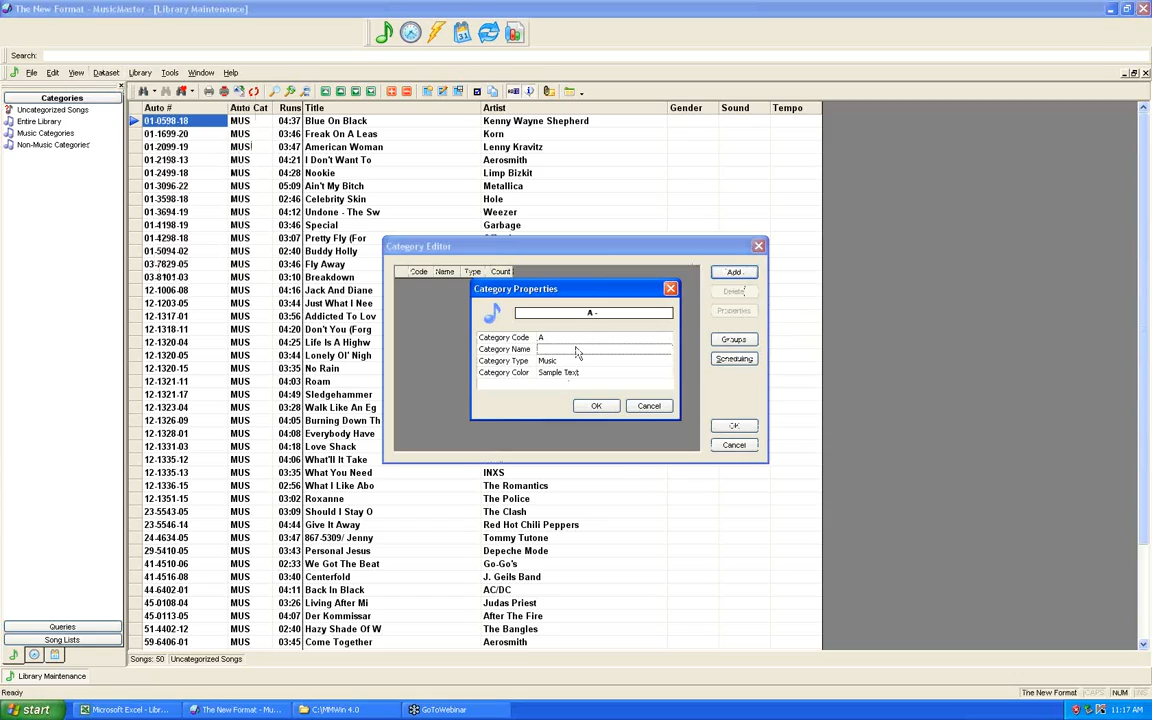 The New Format - MusicMaster - [Library Maintenance]
Search:
File Edit View Dataset Library Tools Window Help
Categories
Uncategorized Songs
Entire Library
Music Categories
Non-Music Categories
Auto # Auto Cat Runs Title Artist Gender Sound Tempo
01-0598-18 MUS 04:37 Blue On Black Kenny Wayne Shepherd
01-1699-20 MUS 03:46 Freak On A Leas Korn
01-2099-19 MUS 03:47 American Woman Lenny Kravitz
01-2198-13 MUS 04:21 I Don't Want To Aerosmith
01-2499-18 MUS 04:28 Nookie Limp Bizkit
01-3096-22 MUS 05:09 Ain't My Bitch Metallica
01-3598-18 MUS 02:46 Celebrity Skin Hole
01-3694-19 MUS 04:12 Undone - The Sw Weezer
01-4198-19 MUS 03:46 Special Garbage
01-4298-18 MUS 03:07 Pretty Fly (For
01-5094-02 MUS 02:40 Buddy Holly
03-7829-05 MUS 03:46 Fly Away
03-8101-03 MUS 03:10 Breakdown
12-1006-08 MUS 04:16 Jack And Diane
12-1203-05 MUS 03:44 Just What I Nee
12-1317-01 MUS 03:46 Addicted To Lov
12-1318-11 MUS 04:20 Don't You (Forg
12-1320-04 MUS 03:36 Life Is A Highw
12-1320-05 MUS 03:44 Lonely Ol' Nigh
12-1320-15 MUS 03:36 No Rain
12-1321-11 MUS 04:03 Roam
12-1321-17 MUS 04:49 Sledgehammer
12-1323-04 MUS 03:28 Walk Like An Eg
12-1326-09 MUS 04:05 Burning Down Th
12-1328-01 MUS 04:08 Everybody Have
12-1331-03 MUS 04:18 Love Shack
12-1335-12 MUS 04:06 What'll It Take
12-1335-13 MUS 03:35 What You Need INXS
12-1336-15 MUS 02:56 What I Like Abo The Romantics
12-1351-15 MUS 03:11 Roxanne The Police
23-5543-05 MUS 03:09 Should I Stay O The Clash
23-5546-14 MUS 04:44 Give It Away Red Hot Chili Peppers
24-4634-05 MUS 03:47 867-5309/ Jenny Tommy Tutone
29-5410-05 MUS 03:43 Personal Jesus Depeche Mode
41-4510-06 MUS 02:33 We Got The Beat Go-Go's
41-4516-08 MUS 03:40 Centerfold J. Geils Band
44-6402-01 MUS 04:11 Back In Black AC/DC
45-0108-04 MUS 03:26 Living After Mi Judas Priest
45-0113-05 MUS 04:07 Der Kommissar After The Fire
51-4402-12 MUS 02:40 Hazy Shade Of W The Bangles
59-6406-01 MUS 03:45 Come Together Aerosmith
Category Editor
Code Name Type Count
Add
Delete
Properties
Groups
Scheduling
OK
Cancel
Category Properties
A -
Category Code A
Category Name
Category Type Music
Category Color Sample Text
OK Cancel
Queries
Song Lists
Songs: 50 Uncategorized Songs
Library Maintenance
Ready The New Format CAPS NUM INS
start Microsoft Excel - Libr... The New Format - Mu... C:\MMWin 4.0 GoToWebinar 11:17 AM